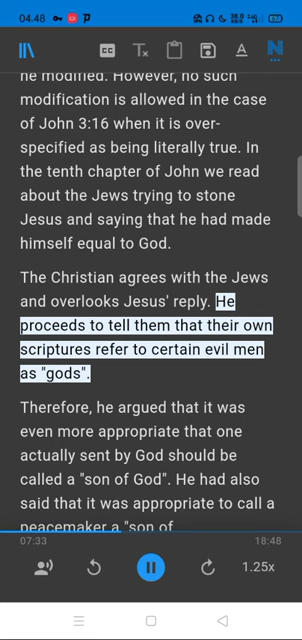 04.48
CC
he modified. However, no such
modification is allowed in the case
of John 3:16 when it is over-
specified as being literally true. In
the tenth chapter of John we read
about the Jews trying to stone
Jesus and saying that he had made
himself equal to God.
The Christian agrees with the Jews
and overlooks Jesus' reply. He
proceeds to tell them that their own
scriptures refer to certain evil men
as "gods".
Therefore, he argued that it was
even more appropriate that one
actually sent by God should be
called a "son of God". He had also
said that it was appropriate to call a
peacemaker a "son of
07:33
18:48
1.25x